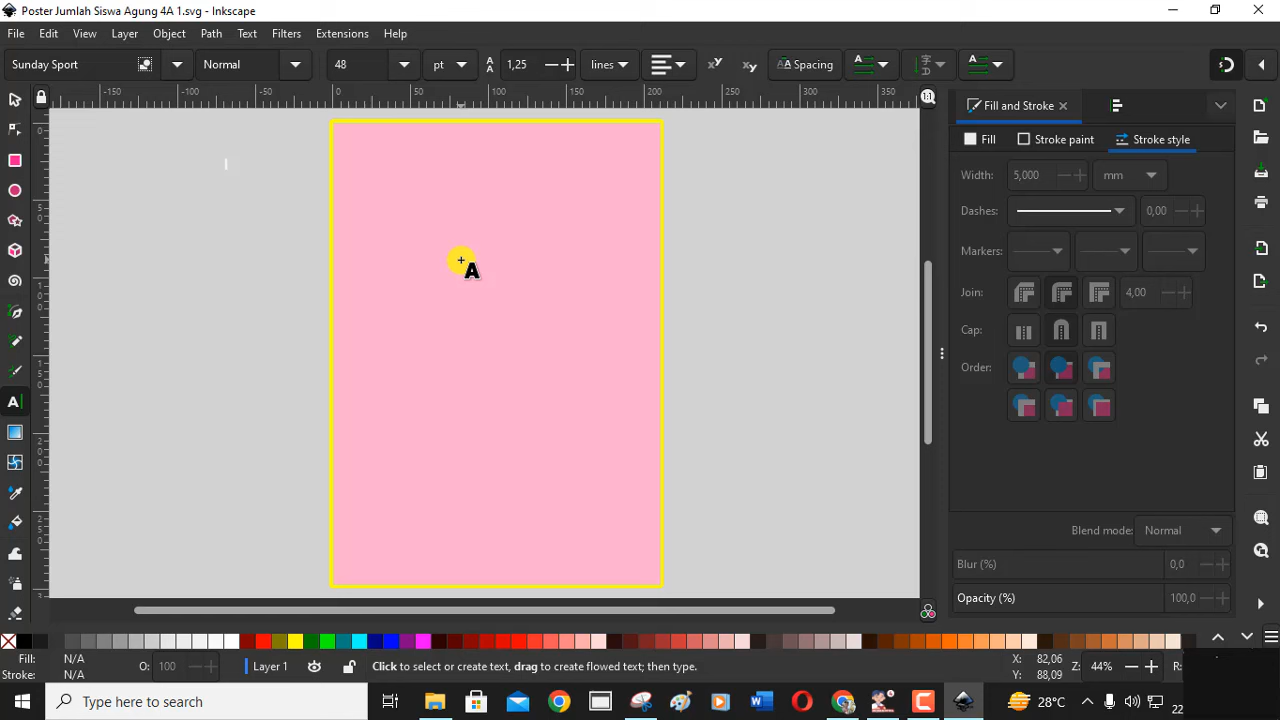 Poster Jumlah Siswa Agung 4A 1.svg - Inkscape
File Edit View Layer Object Path Text Filters Extensions Help
Sunday Sport Normal 48 pt 1,25 lines Spacing
-150 -100 -50 0 50 100 150 200 250 300 350
Fill and Stroke
Fill Stroke paint Stroke style
Width: 5,000 mm
Dashes: 0,00
Markers:
Join: 4,00
Cap:
Order:
Blend mode: Normal
Blur (%) 0,0
Opacity (%) 100,0
Fill: N/A
Stroke: N/A
O: 100
Layer 1
Click to select or create text, drag to create flowed text; then type.
X: 82,06
Y: 88,09
Z: 44%
R:
Type here to search
28°C
22